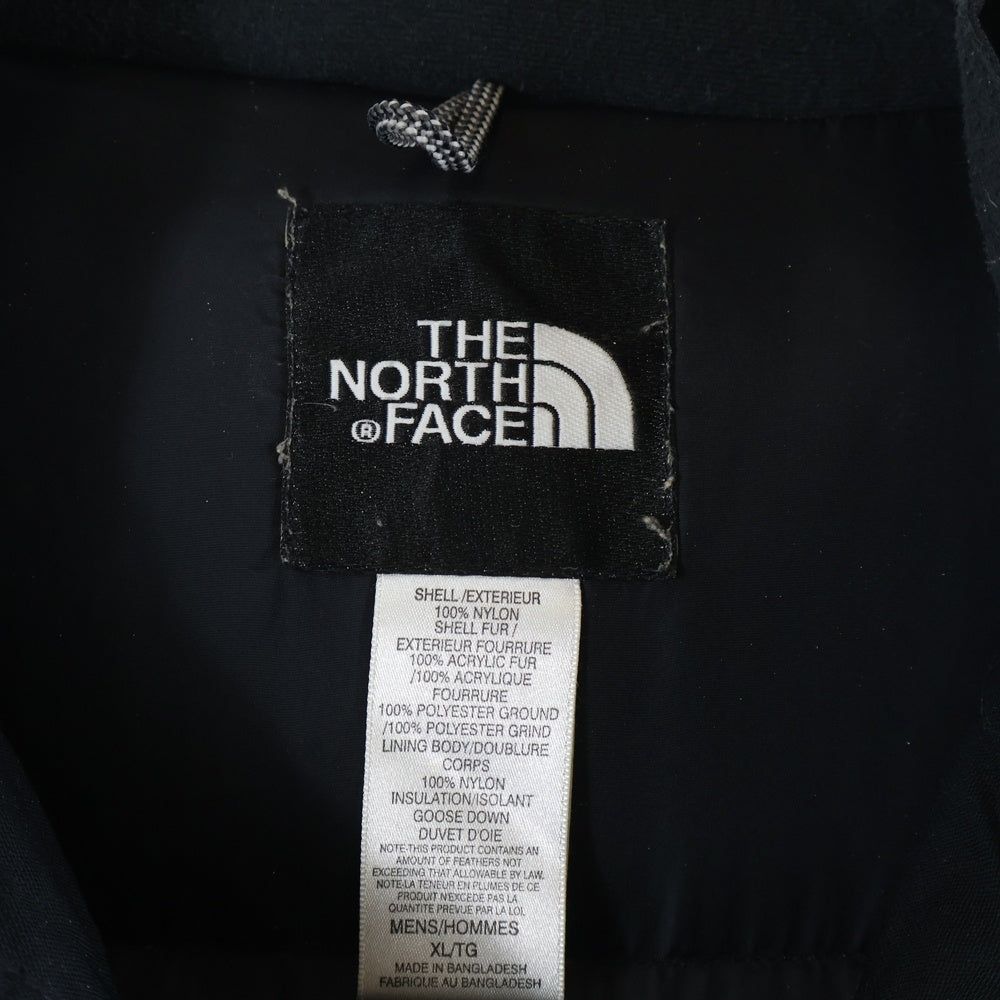 THE
NORTH
® FACE
SHELL /EXTERIEUR
100% NYLON
SHELL FUR /
EXTERIEUR FOURRURE
100% ACRYLIC FUR
/100% ACRYLIQUE
FOURRURE
100% POLYESTER GROUND
/100% POLYESTER GRIND
LINING BODY/DOUBLURE
CORPS
100% NYLON
INSULATION/ISOLANT
GOOSE DOWN
DUVET D'OIE
NOTE-THIS PRODUCT CONTAINS AN
AMOUNT OF FEATHERS NOT
EXCEEDING THAT ALLOWABLE BY LAW.
NOTE-LA TENEUR EN PLUMES DE CE
PRODUIT N'EXCEDE PAS LA
QUANTITE PREVUE PAR LA LOI.
MENS/HOMMES
XL/TG
MADE IN BANGLADESH
FABRIQUE AU BANGLADESH